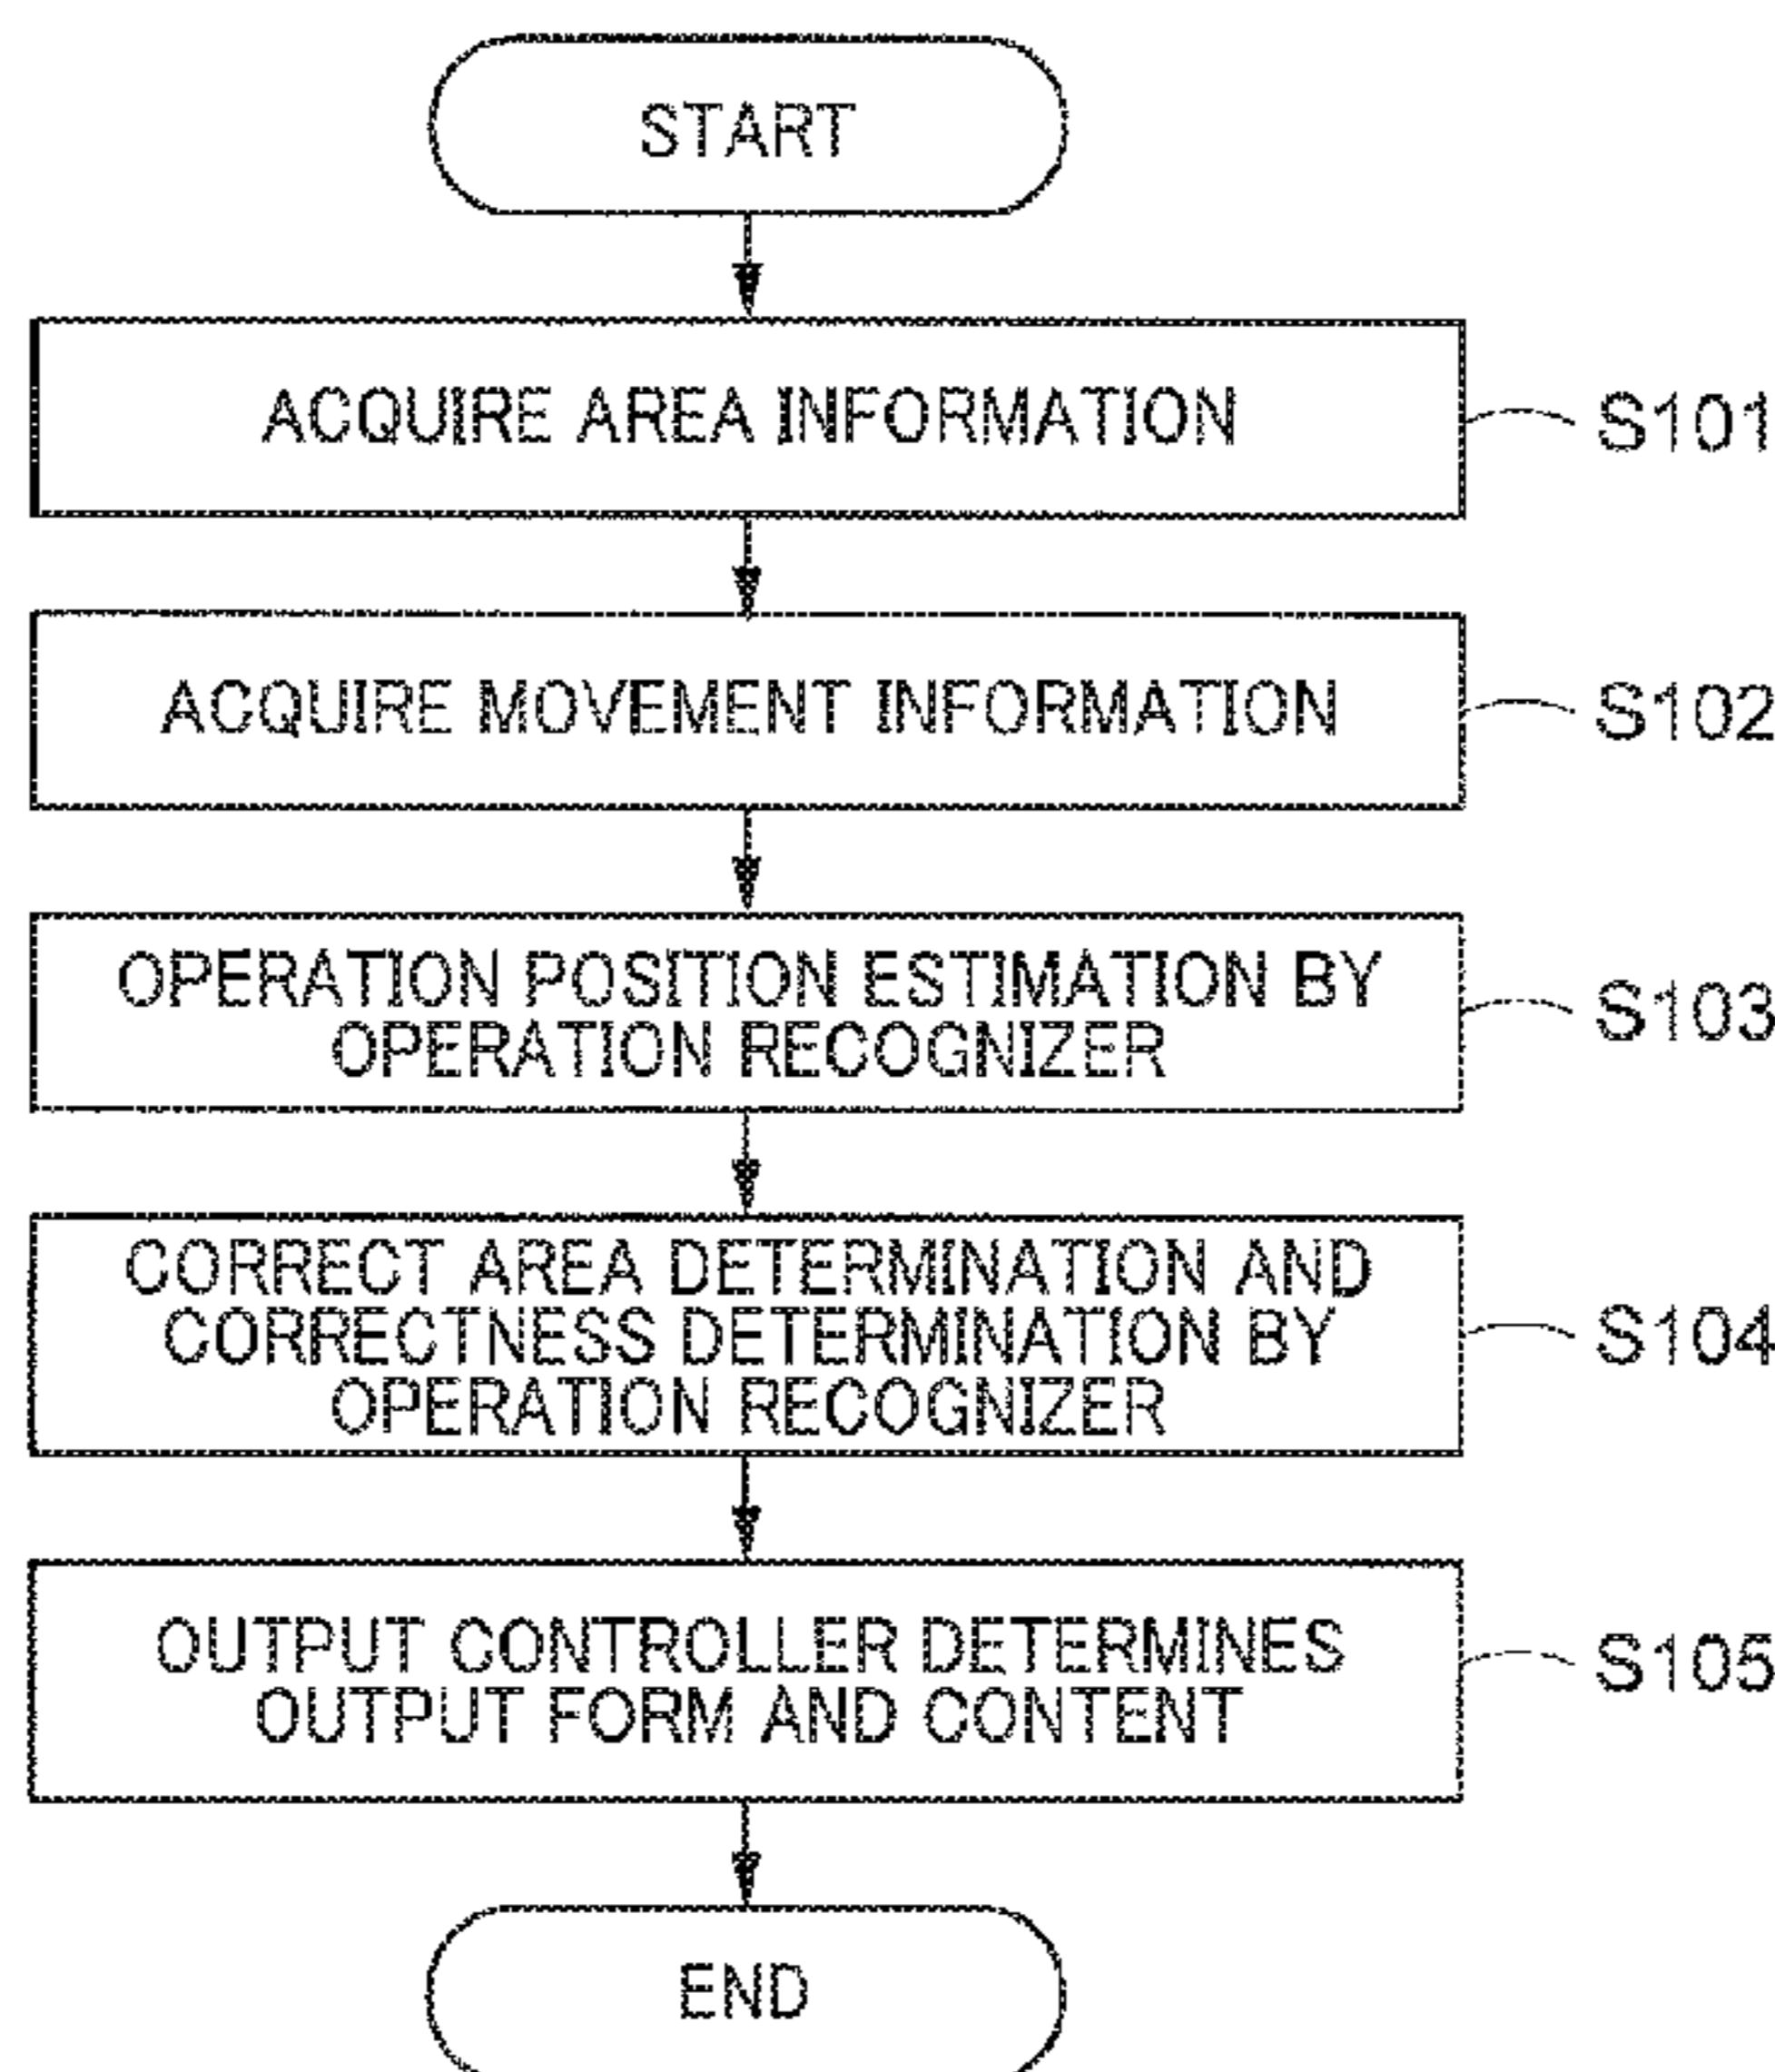 START
ACQUIRE AREA INFORMATION
S101
ACQUIRE MOVEMENT INFORMATION
S102
OPERATION POSITION ESTIMATION BY
OPERATION RECOGNIZER
S103
CORRECT AREA DETERMINATION AND
CORRECTNESS DETERMINATION BY
OPERATION RECOGNIZER
S104
OUTPUT CONTROLLER DETERMINES
OUTPUT FORM AND CONTENT
S105
END